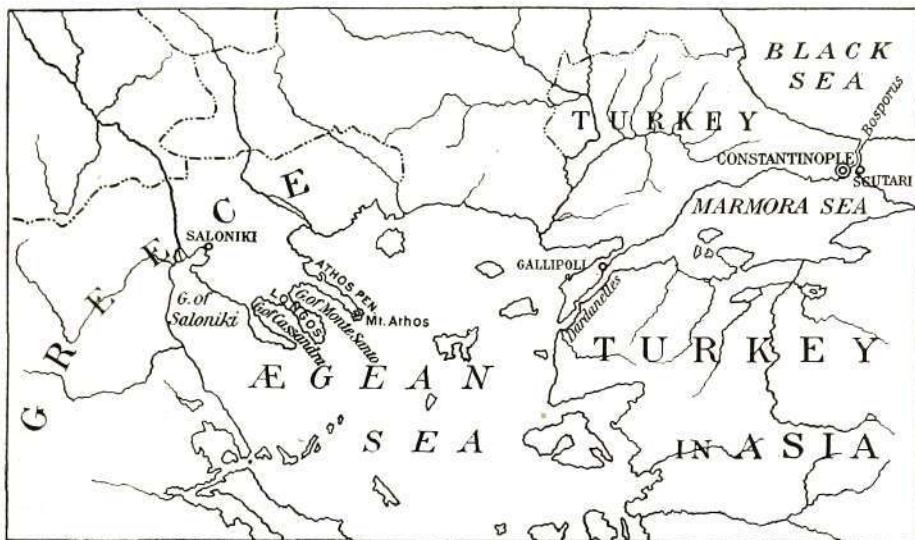 BLACK
SEA
Bosporus
TURKEY
CONSTANTINOPLE
SCUTARI
MARMORA SEA
GREECE
SALONIKI
GALLIPOLI
Dardanelles
G. of
Saloniki
ATHOS PEN.
LONGOS
G. of Monte Santo
G. of Cassandra
Mt. Athos
TURKEY
IN ASIA
ÆGEAN
SEA